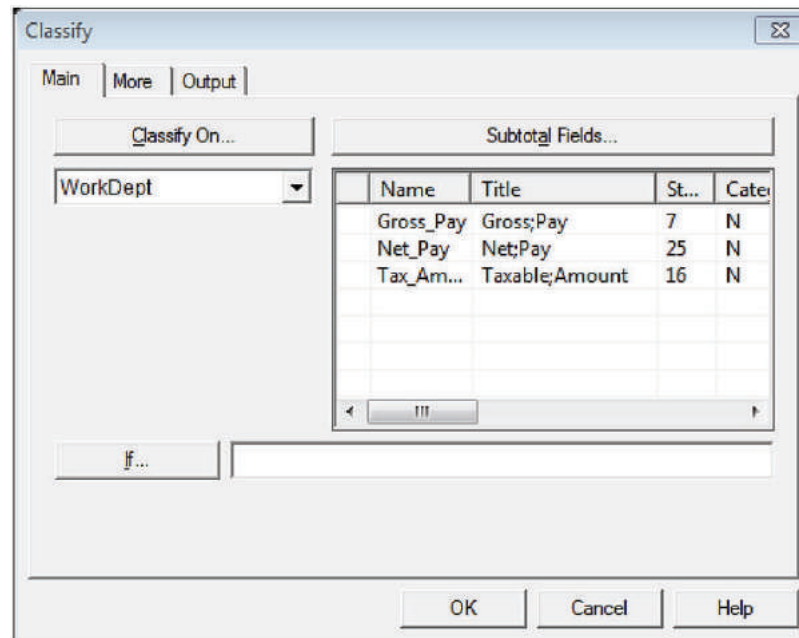 Classify
Main More Output
Classify On... Subtotal Fields...
WorkDept
Name Title St... Cate
Gross_Pay Gross;Pay 7 N
Net_Pay Net;Pay 25 N
Tax_Am... Taxable;Amount 16 N
If...
OK Cancel Help